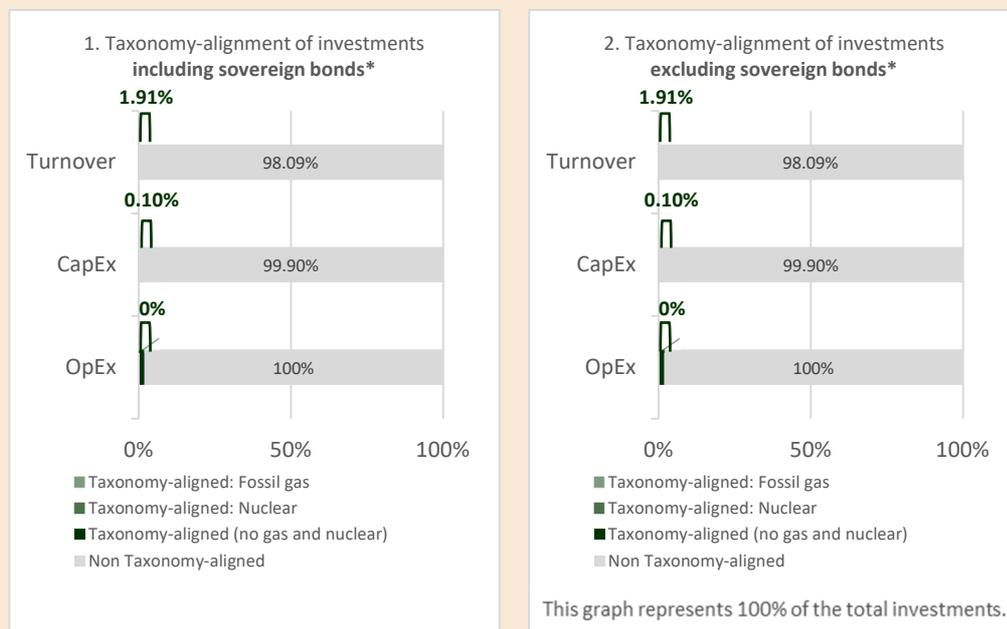 1. Taxonomy-alignment of investments
including sovereign bonds*
1.91%
Turnover
98.09%
0.10%
CapEx
99.90%
0%
OpEx
100%
0%
50%
100%
Taxonomy-aligned: Fossil gas
Taxonomy-aligned: Nuclear
Taxonomy-aligned (no gas and nuclear)
Non Taxonomy-aligned
2. Taxonomy-alignment of investments
excluding sovereign bonds*
1.91%
Turnover
98.09%
0.10%
CapEx
99.90%
0%
OpEx
100%
0%
50%
100%
Taxonomy-aligned: Fossil gas
Taxonomy-aligned: Nuclear
Taxonomy-aligned (no gas and nuclear)
Non Taxonomy-aligned
This graph represents 100% of the total investments.